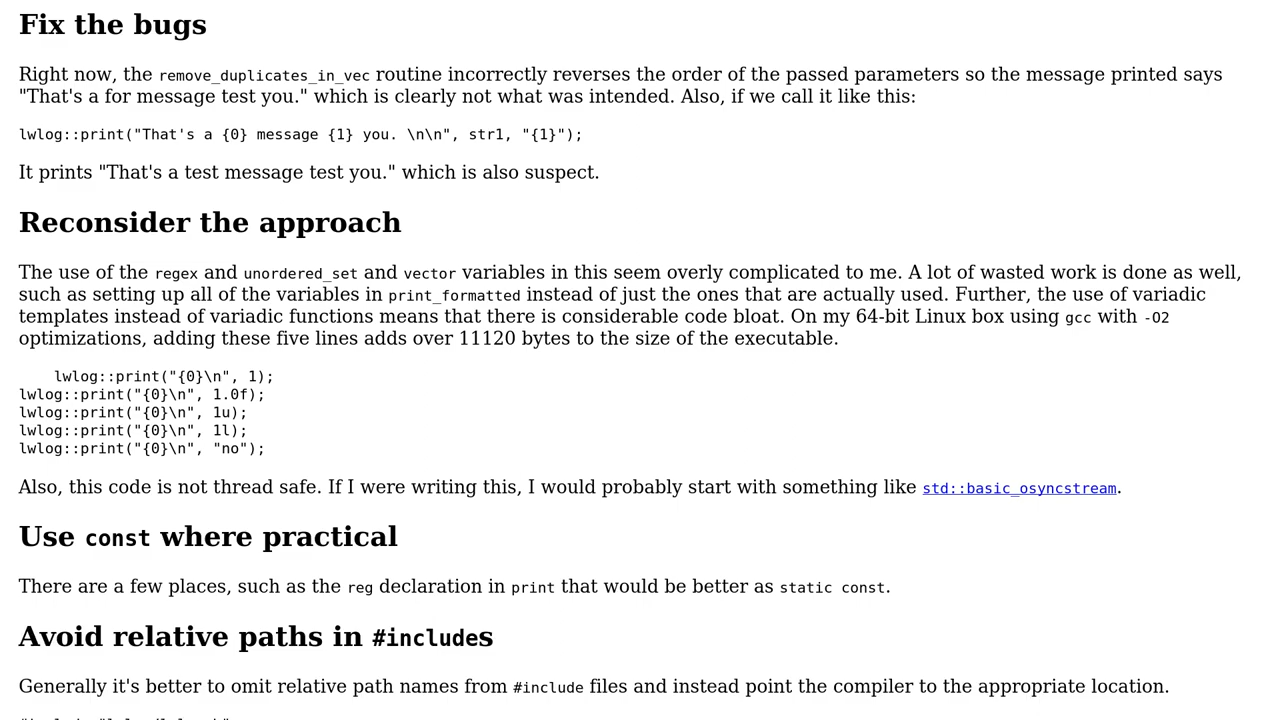 Fix the bugs
Right now, the remove_duplicates_in_vec routine incorrectly reverses the order of the passed parameters so the message printed says
"That's a for message test you." which is clearly not what was intended. Also, if we call it like this:
lwlog::print("That's a {0} message {1} you. \n\n", str1, "{1}");
It prints "That's a test message test you." which is also suspect.
Reconsider the approach
The use of the regex and unordered_set and vector variables in this seem overly complicated to me. A lot of wasted work is done as well,
such as setting up all of the variables in print_formatted instead of just the ones that are actually used. Further, the use of variadic
templates instead of variadic functions means that there is considerable code bloat. On my 64-bit Linux box using gcc with -O2
optimizations, adding these five lines adds over 11120 bytes to the size of the executable.
    lwlog::print("{0}\n", 1);
lwlog::print("{0}\n", 1.0f);
lwlog::print("{0}\n", 1u);
lwlog::print("{0}\n", 1l);
lwlog::print("{0}\n", "no");
Also, this code is not thread safe. If I were writing this, I would probably start with something like std::basic_osyncstream.
Use const where practical
There are a few places, such as the reg declaration in print that would be better as static const.
Avoid relative paths in #includes
Generally it's better to omit relative path names from #include files and instead point the compiler to the appropriate location.